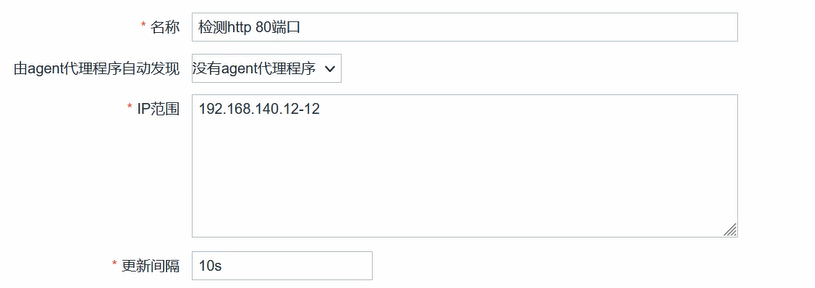 * 名称 检测http 80端口
由agent代理程序自动发现 没有agent代理程序
* IP范围 192.168.140.12-12
* 更新间隔 10s